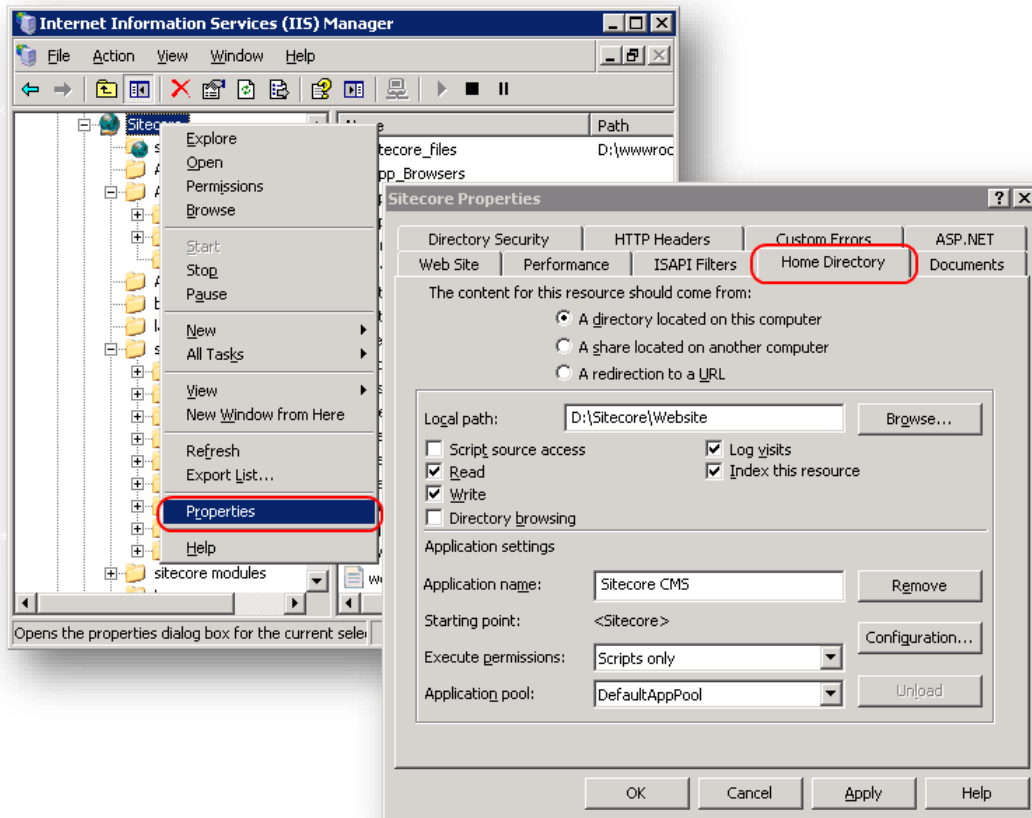 Internet Information Services (IIS) Manager
File Action View Window Help
Sitecore
Path
tecore_files D:\wwwroc
pp_Browsers
Explore
Open
Permissions
Browse
Start
Stop
Pause
New
All Tasks
View
New Window from Here
Refresh
Export List...
Properties
Help
sitecore modules
Opens the properties dialog box for the current sele
Sitecore Properties
Directory Security HTTP Headers Custom Errors ASP.NET
Web Site Performance ISAPI Filters Home Directory Documents
The content for this resource should come from:
A directory located on this computer
A share located on another computer
A redirection to a URL
Local path: D:\Sitecore\Website Browse...
Script source access Log visits
Read Index this resource
Write
Directory browsing
Application settings
Application name: Sitecore CMS Remove
Starting point: <Sitecore>
Configuration...
Execute permissions: Scripts only
Application pool: DefaultAppPool Unload
OK Cancel Apply Help